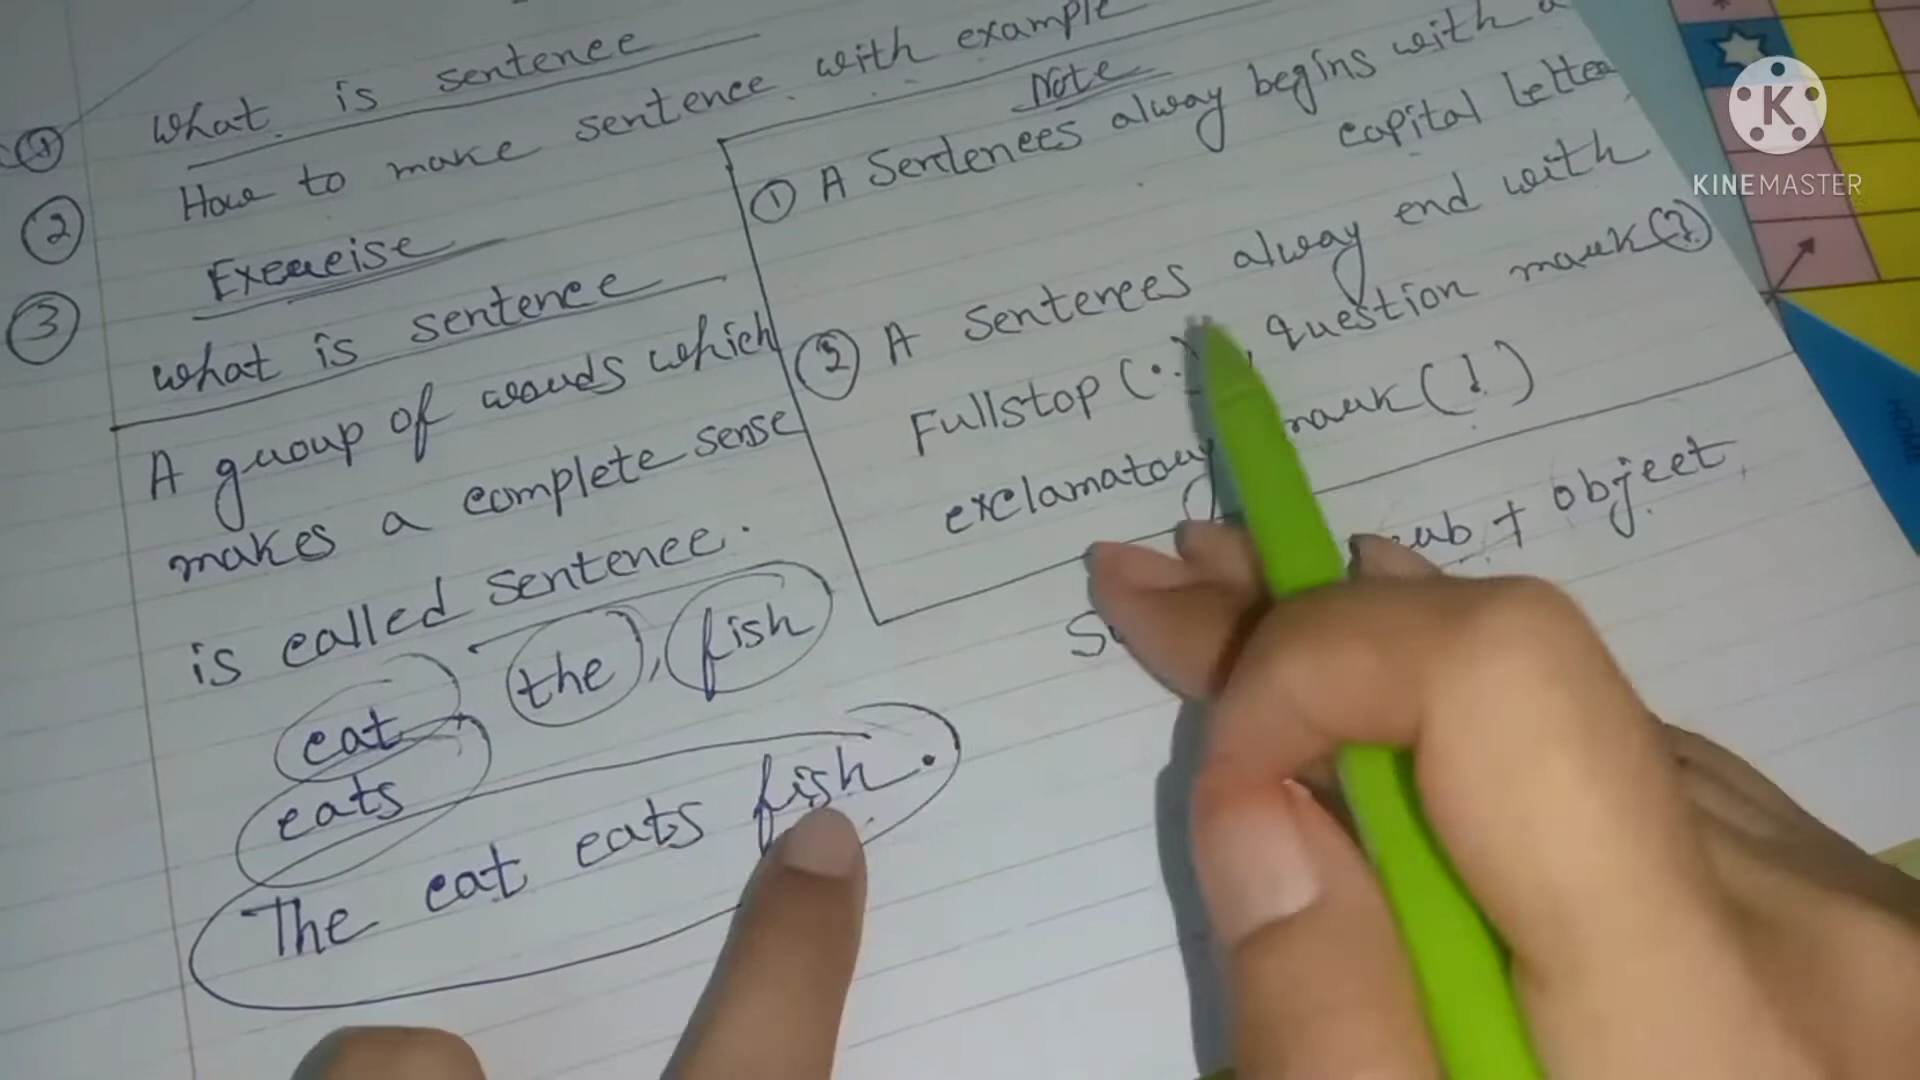 ① What is sentence
② How to make sentence with example
③ Exercise
What is sentence
A group of words which
makes a complete sense
is called sentence.
cat the, fish
eats
The cat eats fish.
Note
① A Sentences alway begins with a
capital letter
② A Sentences alway end with
Fullstop (.), question mark (?)
exclamatory mark (!)
+ object
KINEMASTER